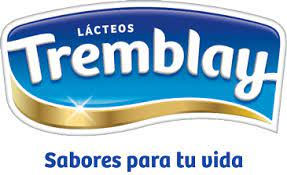 LÁCTEOS
Tremblay
Sabores para tu vida